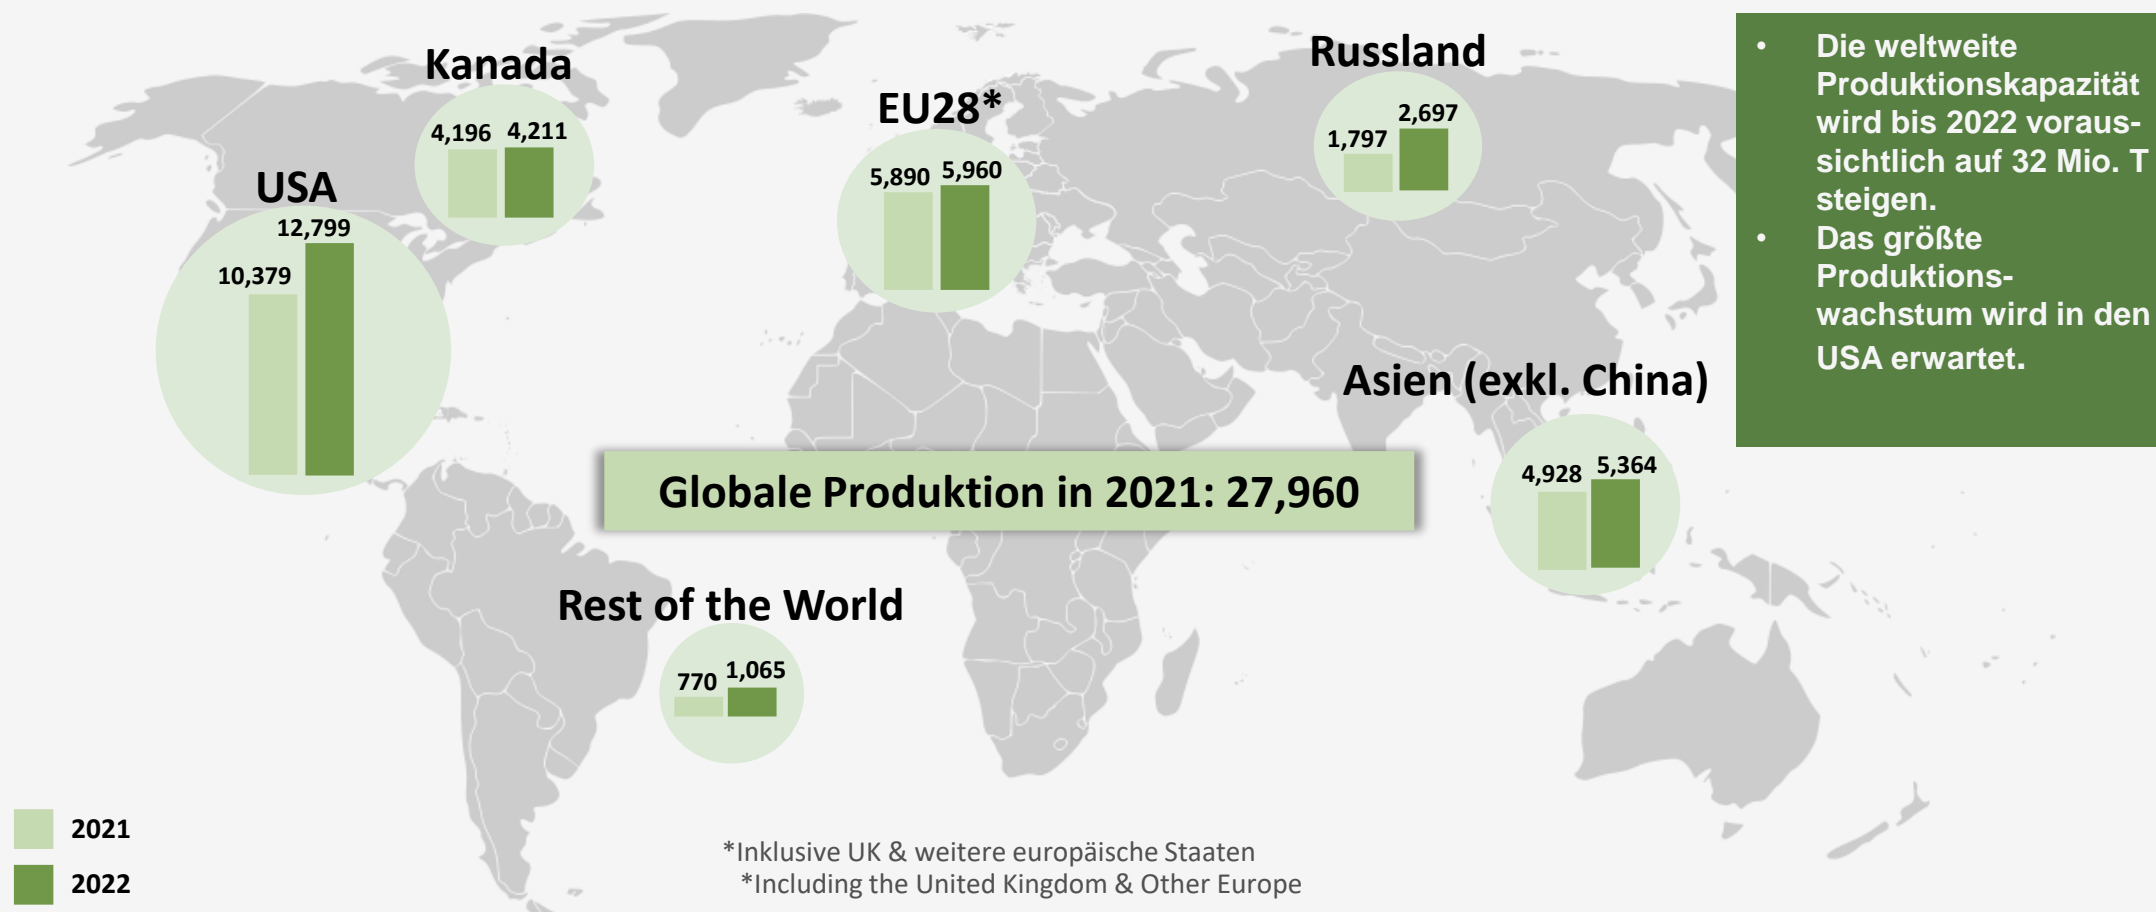 Kanada
4,196 4,211
USA
12,799
10,379
EU28*
5,890 5,960
Russland
2,697
1,797
• Die weltweite
Produktionskapazität
wird bis 2022 voraus-
sichtlich auf 32 Mio. T
steigen.
• Das größte
Produktions-
wachstum wird in den
USA erwartet.
Asien (exkl. China)
4,928 5,364
Globale Produktion in 2021: 27,960
Rest of the World
770 1,065
2021
2022
*Inklusive UK & weitere europäische Staaten
*Including the United Kingdom & Other Europe